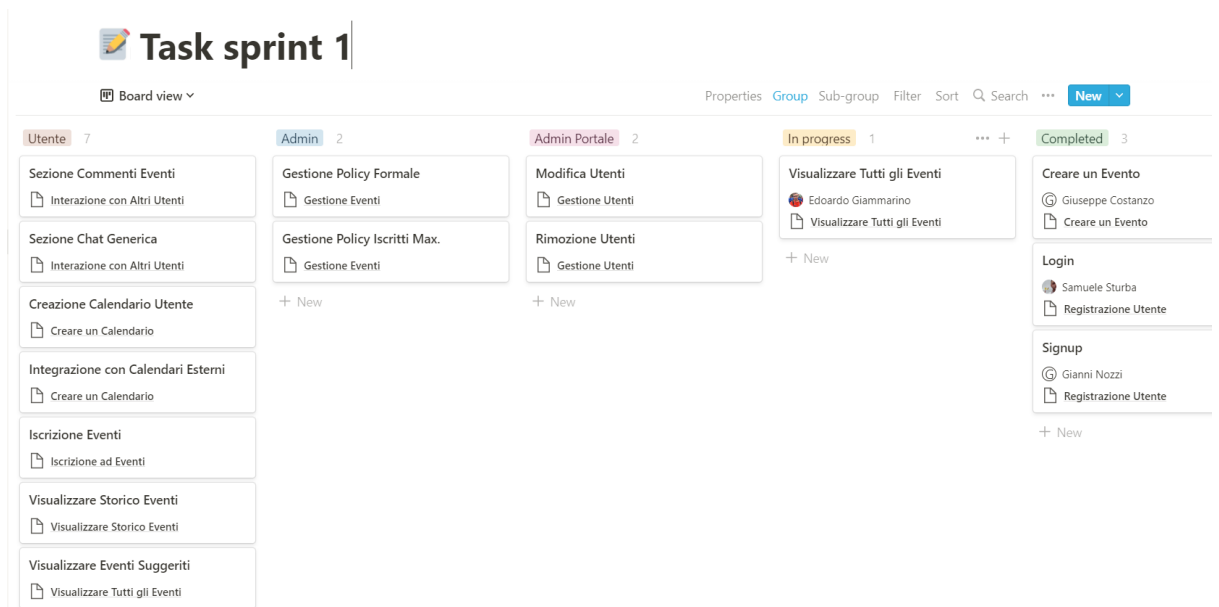 Task sprint 1
Board view
Properties Group Sub-group Filter Sort Search ••• New
Utente 7
Sezione Commenti Eventi
Interazione con Altri Utenti
Sezione Chat Generica
Interazione con Altri Utenti
Creazione Calendario Utente
Creare un Calendario
Integrazione con Calendari Esterni
Creare un Calendario
Iscrizione Eventi
Iscrizione ad Eventi
Visualizzare Storico Eventi
Visualizzare Storico Eventi
Visualizzare Eventi Suggeriti
Visualizzare Tutti gli Eventi
Admin 2
Gestione Policy Formale
Gestione Eventi
Gestione Policy Iscritti Max.
Gestione Eventi
+ New
Admin Portale 2
Modifica Utenti
Gestione Utenti
Rimozione Utenti
Gestione Utenti
+ New
In progress 1 ••• +
Visualizzare Tutti gli Eventi
Edoardo Giammarino
Visualizzare Tutti gli Eventi
+ New
Completed 3
Creare un Evento
G Giuseppe Costanzo
Creare un Evento
Login
Samuele Sturba
Registrazione Utente
Signup
G Gianni Nozzi
Registrazione Utente
+ New